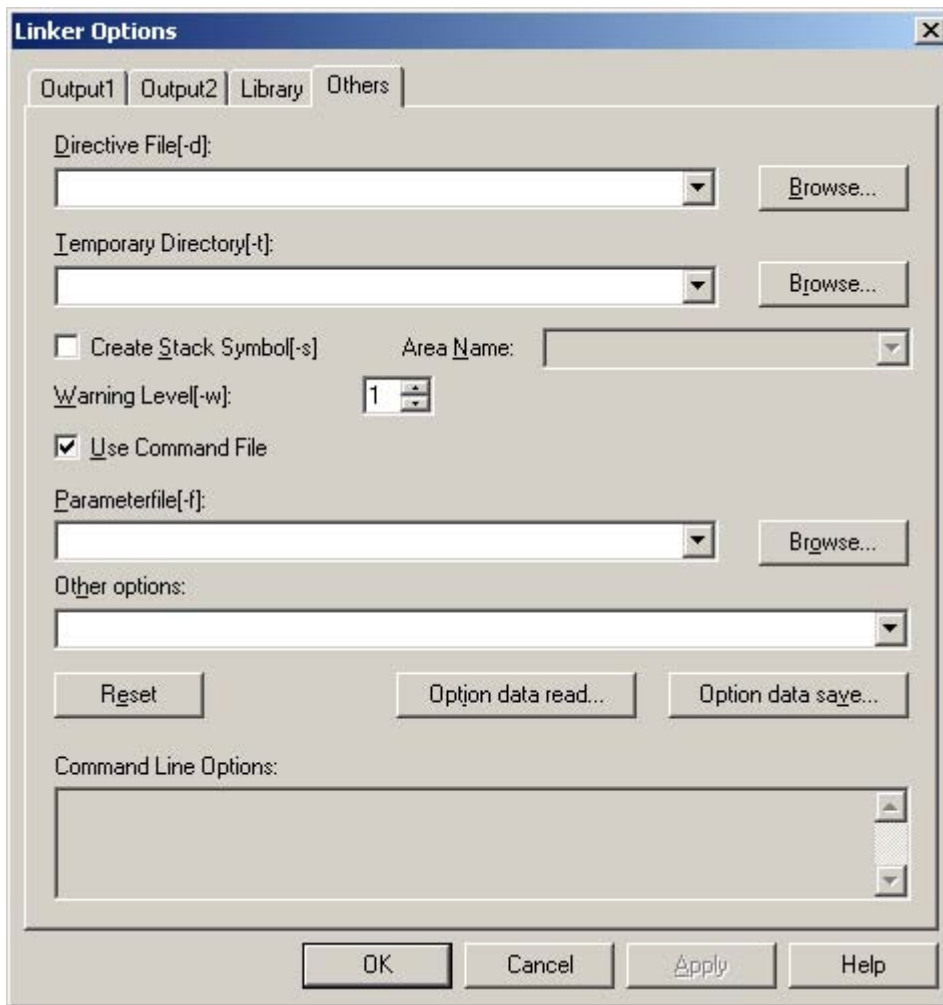 Linker Options
Output1 Output2 Library Others
Directive File[-d]:
Browse...
Temporary Directory[-t]:
Browse...
Create Stack Symbol[-s] Area Name:
Warning Level[-w]: 1
Use Command File
Parameterfile[-f]:
Browse...
Other options:
Reset Option data read... Option data save...
Command Line Options:
OK Cancel Apply Help